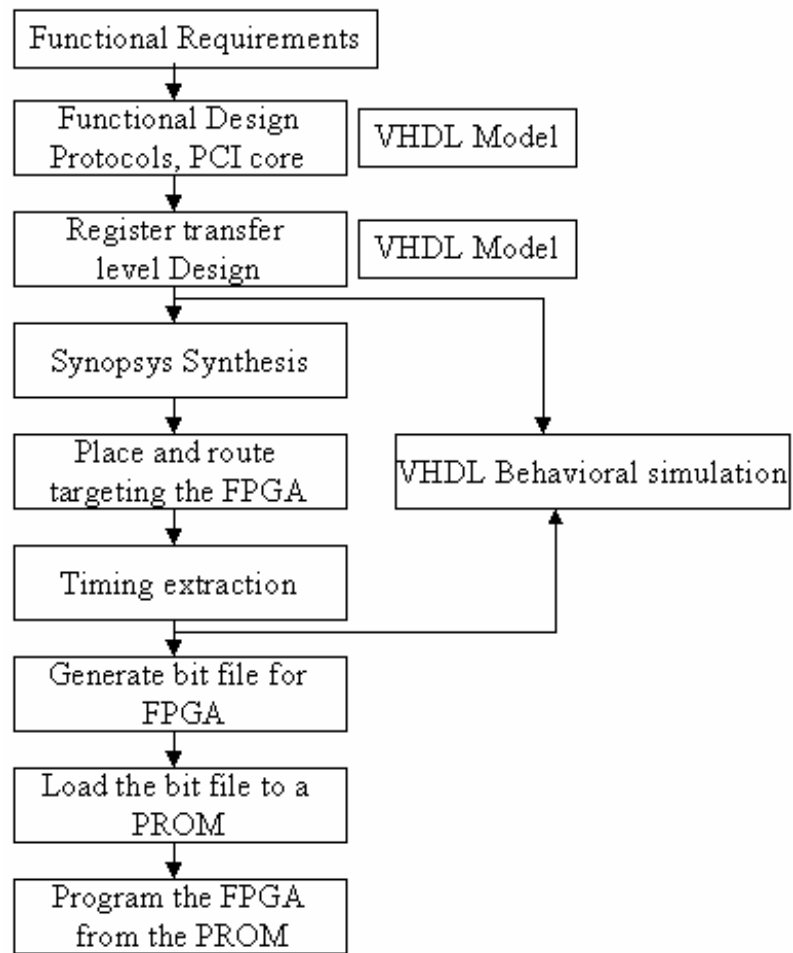 Functional Requirements
Functional Design
Protocols, PCI core
VHDL Model
Register transfer
level Design
VHDL Model
Synopsys Synthesis
Place and route
targeting the FPGA
VHDL Behavioral simulation
Timing extraction
Generate bit file for
FPGA
Load the bit file to a
PROM
Program the FPGA
from the PROM